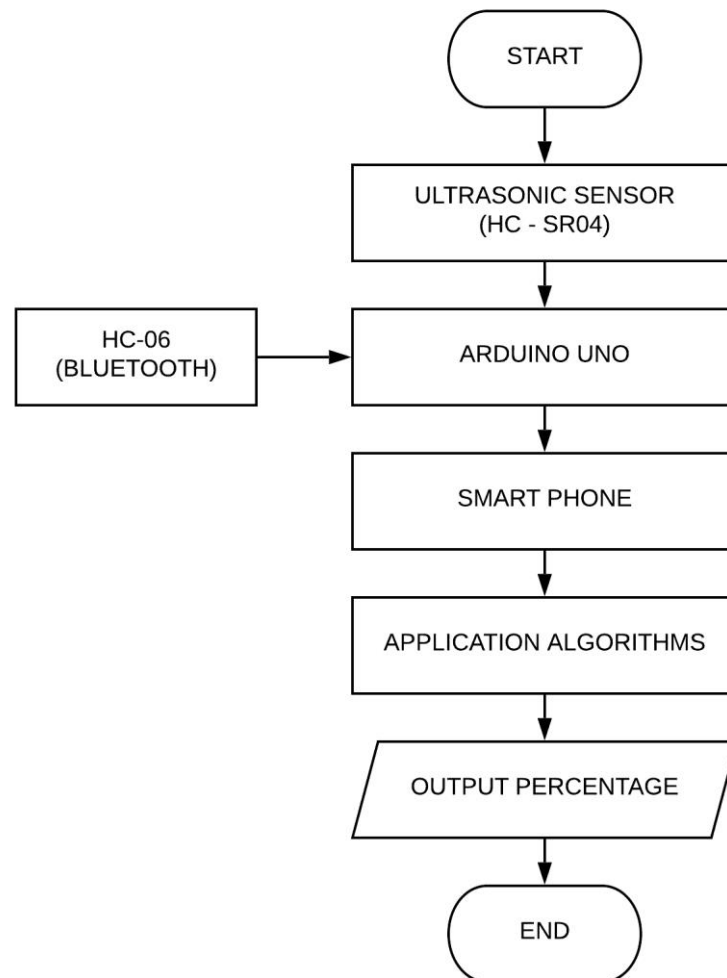 START
ULTRASONIC SENSOR
(HC - SR04)
HC-06
(BLUETOOTH)
ARDUINO UNO
SMART PHONE
APPLICATION ALGORITHMS
OUTPUT PERCENTAGE
END